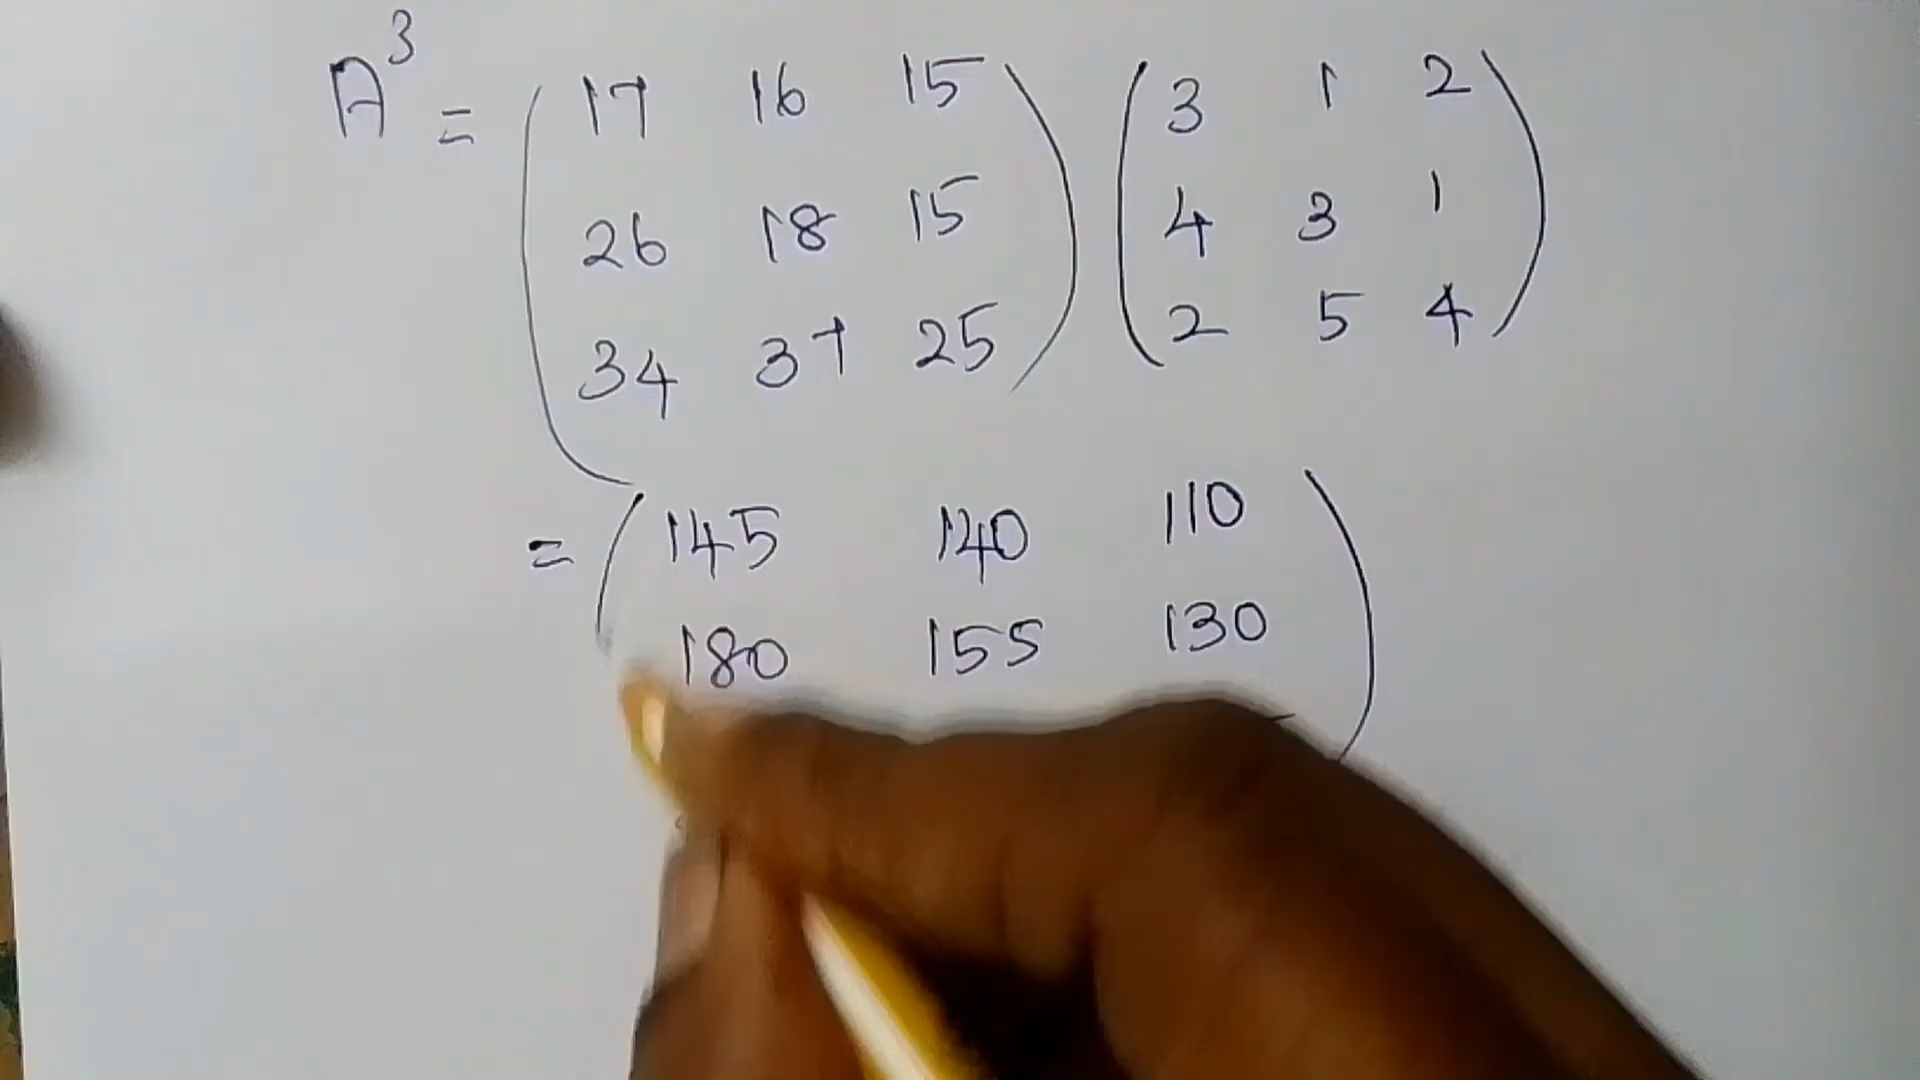 A³ = ( 17 16 15 ) ( 3 1 2 )
26 18 15 4 3 1
34 37 25 2 5 4
= ( 145 140 110 )
180 155 130